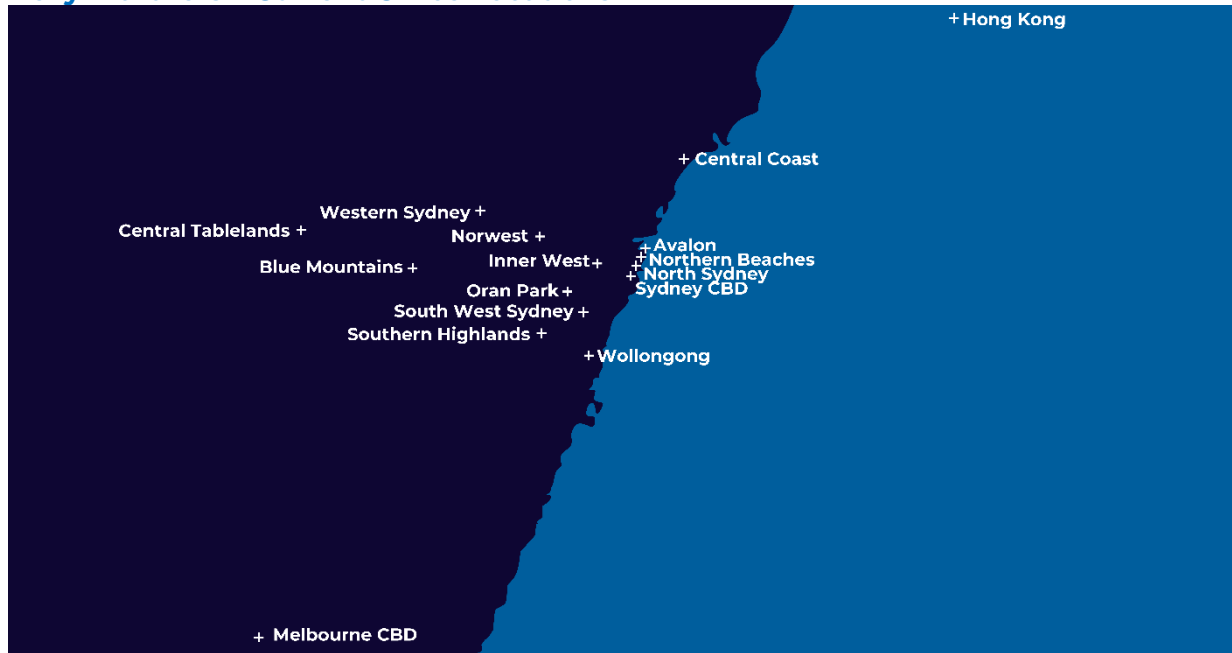 Hong Kong
Central Coast
Western Sydney
Central Tablelands
Norwest
Avalon
Northern Beaches
Inner West
Blue Mountains
North Sydney
Sydney CBD
Oran Park
South West Sydney
Southern Highlands
Wollongong
Melbourne CBD